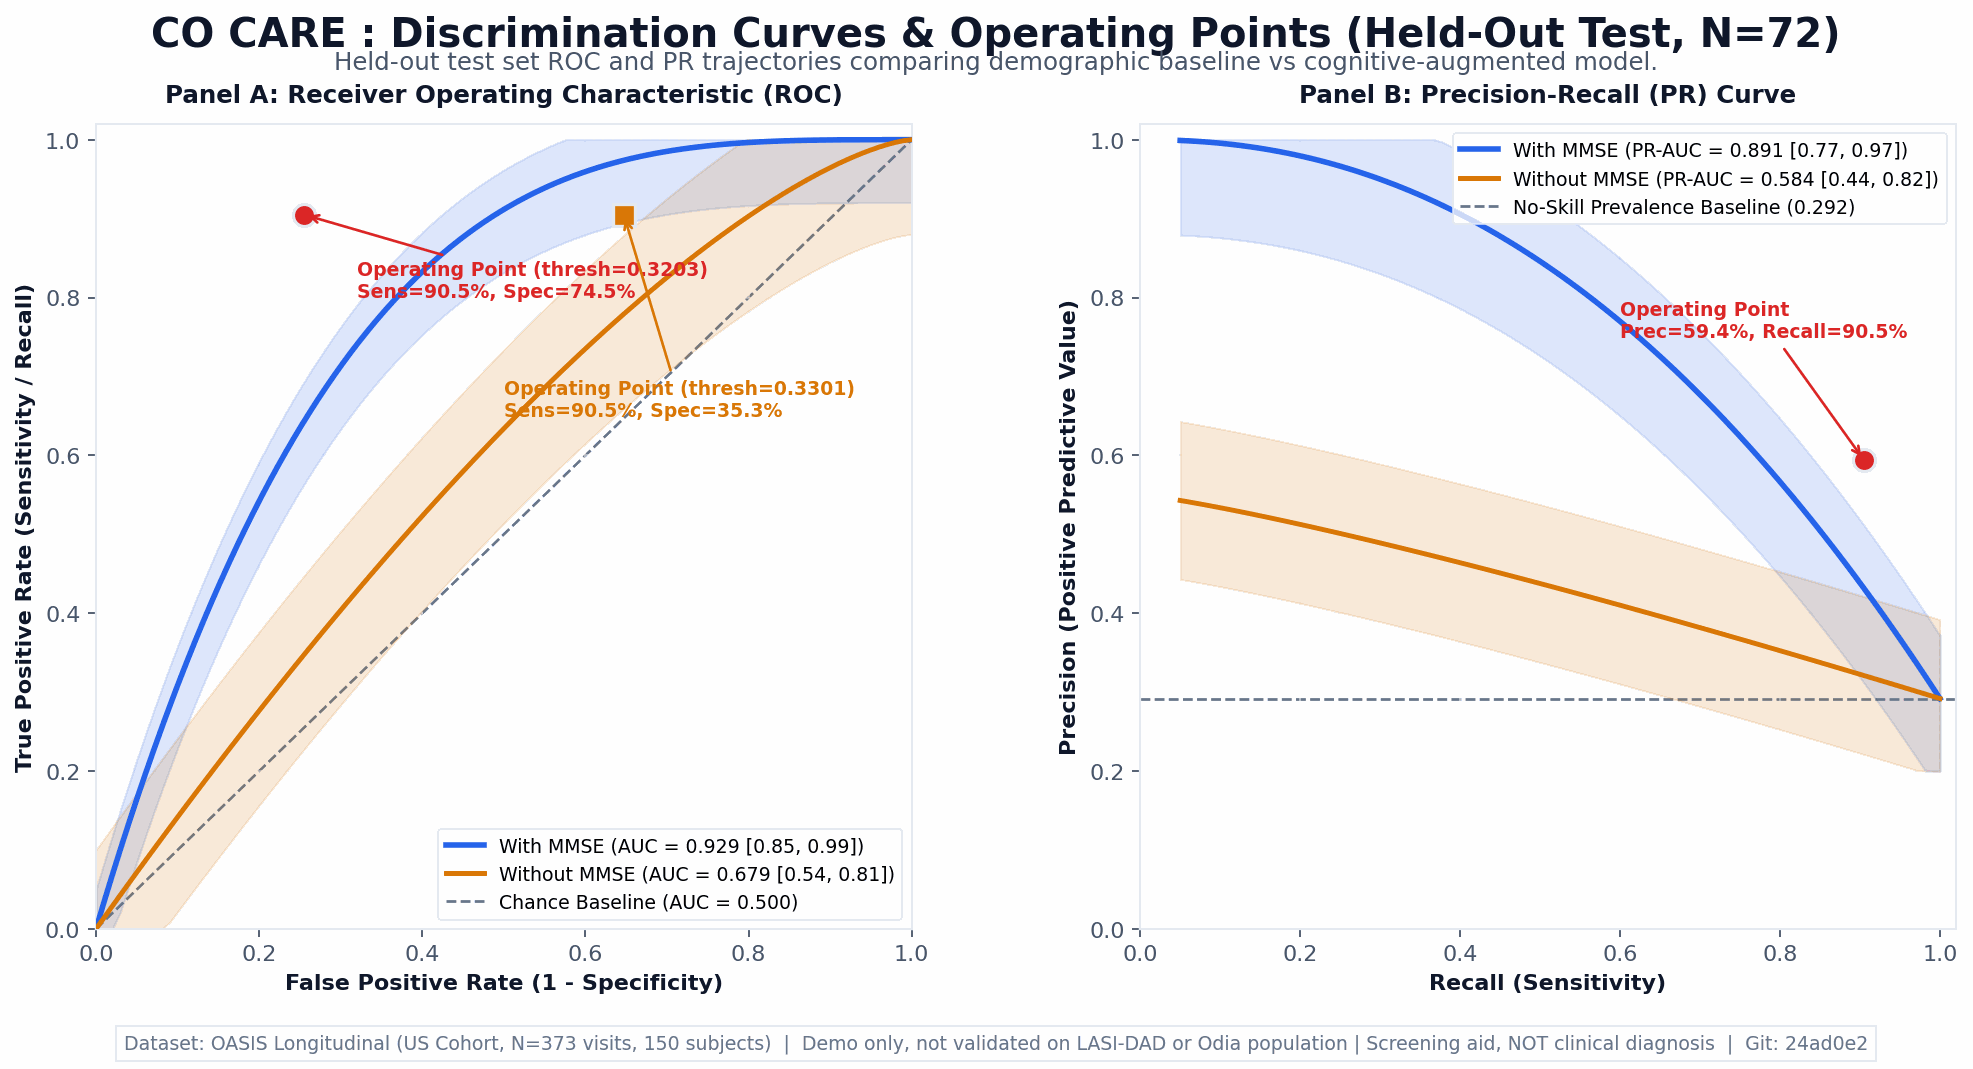 CO CARE : Discrimination Curves & Operating Points (Held-Out Test, N=72)
Held-out test set ROC and PR trajectories comparing demographic baseline vs cognitive-augmented model.
Panel A: Receiver Operating Characteristic (ROC)
True Positive Rate (Sensitivity / Recall)
1.0
0.8
0.6
0.4
0.2
0.0
Operating Point (thresh=0.3203)
Sens=90.5%, Spec=74.5%
Operating Point (thresh=0.3301)
Sens=90.5%, Spec=35.3%
With MMSE (AUC = 0.929 [0.85, 0.99])
Without MMSE (AUC = 0.679 [0.54, 0.81])
Chance Baseline (AUC = 0.500)
0.0 0.2 0.4 0.6 0.8 1.0
False Positive Rate (1 - Specificity)
Panel B: Precision-Recall (PR) Curve
Precision (Positive Predictive Value)
1.0
0.8
0.6
0.4
0.2
0.0
With MMSE (PR-AUC = 0.891 [0.77, 0.97])
Without MMSE (PR-AUC = 0.584 [0.44, 0.82])
No-Skill Prevalence Baseline (0.292)
Operating Point
Prec=59.4%, Recall=90.5%
0.0 0.2 0.4 0.6 0.8 1.0
Recall (Sensitivity)
Dataset: OASIS Longitudinal (US Cohort, N=373 visits, 150 subjects) | Demo only, not validated on LASI-DAD or Odia population | Screening aid, NOT clinical diagnosis | Git: 24ad0e2